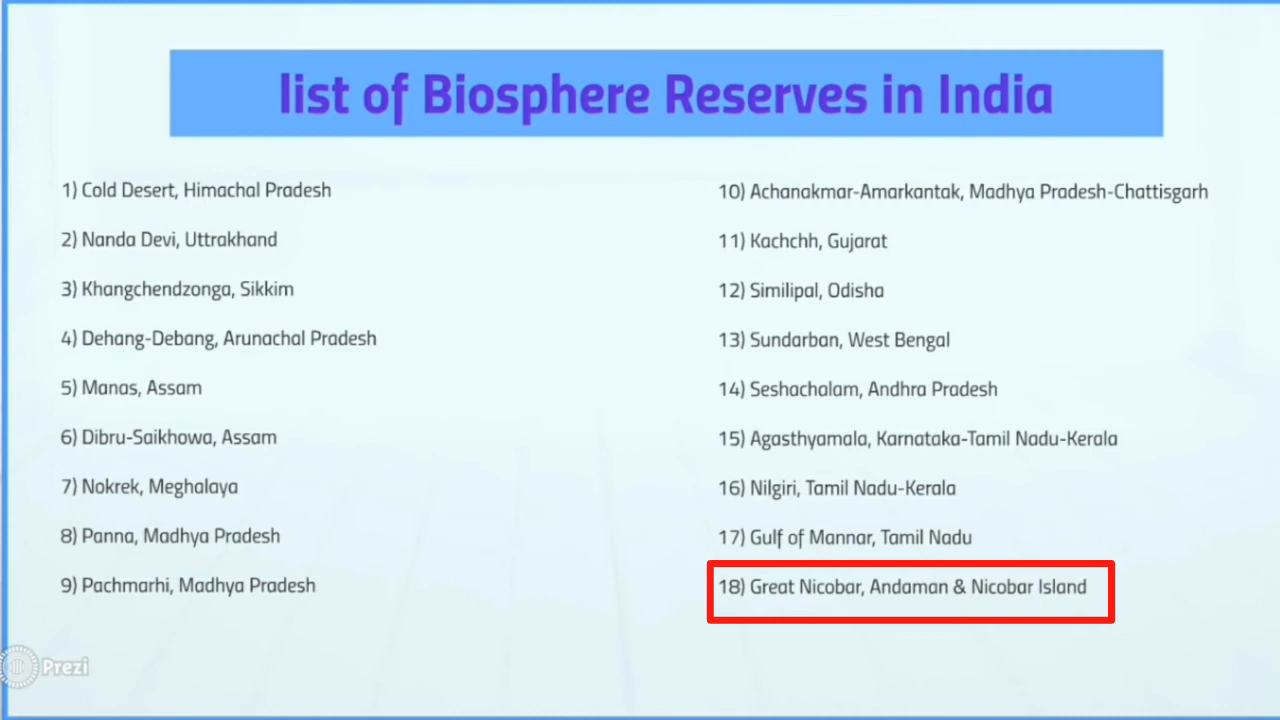 list of Biosphere Reserves in India
1) Cold Desert, Himachal Pradesh
2) Nanda Devi, Uttrakhand
3) Khangchendzonga, Sikkim
4) Dehang-Debang, Arunachal Pradesh
5) Manas, Assam
6) Dibru-Saikhowa, Assam
7) Nokrek, Meghalaya
8) Panna, Madhya Pradesh
9) Pachmarhi, Madhya Pradesh
10) Achanakmar-Amarkantak, Madhya Pradesh-Chattisgarh
11) Kachchh, Gujarat
12) Similipal, Odisha
13) Sundarban, West Bengal
14) Seshachalam, Andhra Pradesh
15) Agasthyamala, Karnataka-Tamil Nadu-Kerala
16) Nilgiri, Tamil Nadu-Kerala
17) Gulf of Mannar, Tamil Nadu
18) Great Nicobar, Andaman & Nicobar Island
Prezi